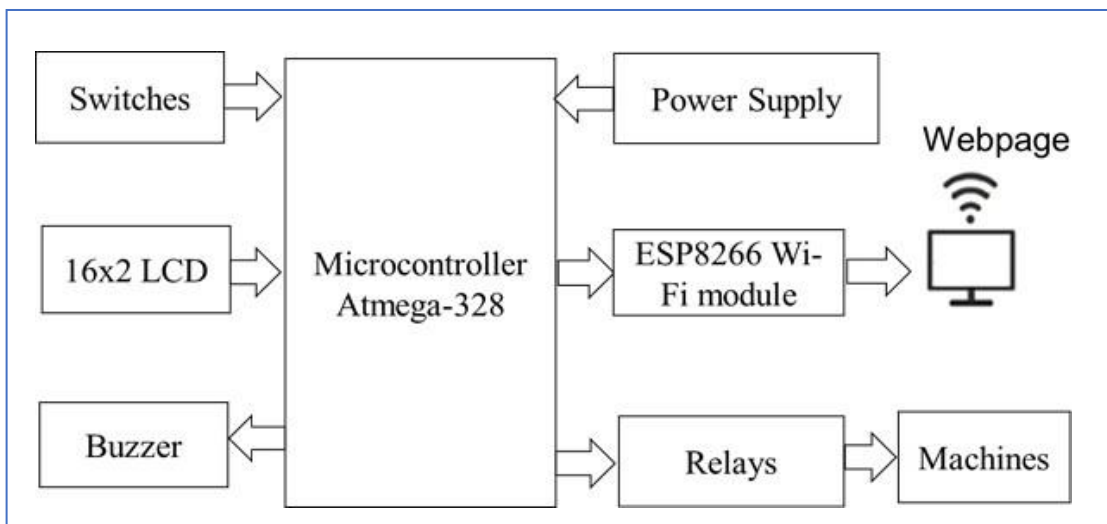 Switches
Power Supply
Webpage
16x2 LCD
Microcontroller
Atmega-328
ESP8266 Wi-
Fi module
Buzzer
Relays
Machines